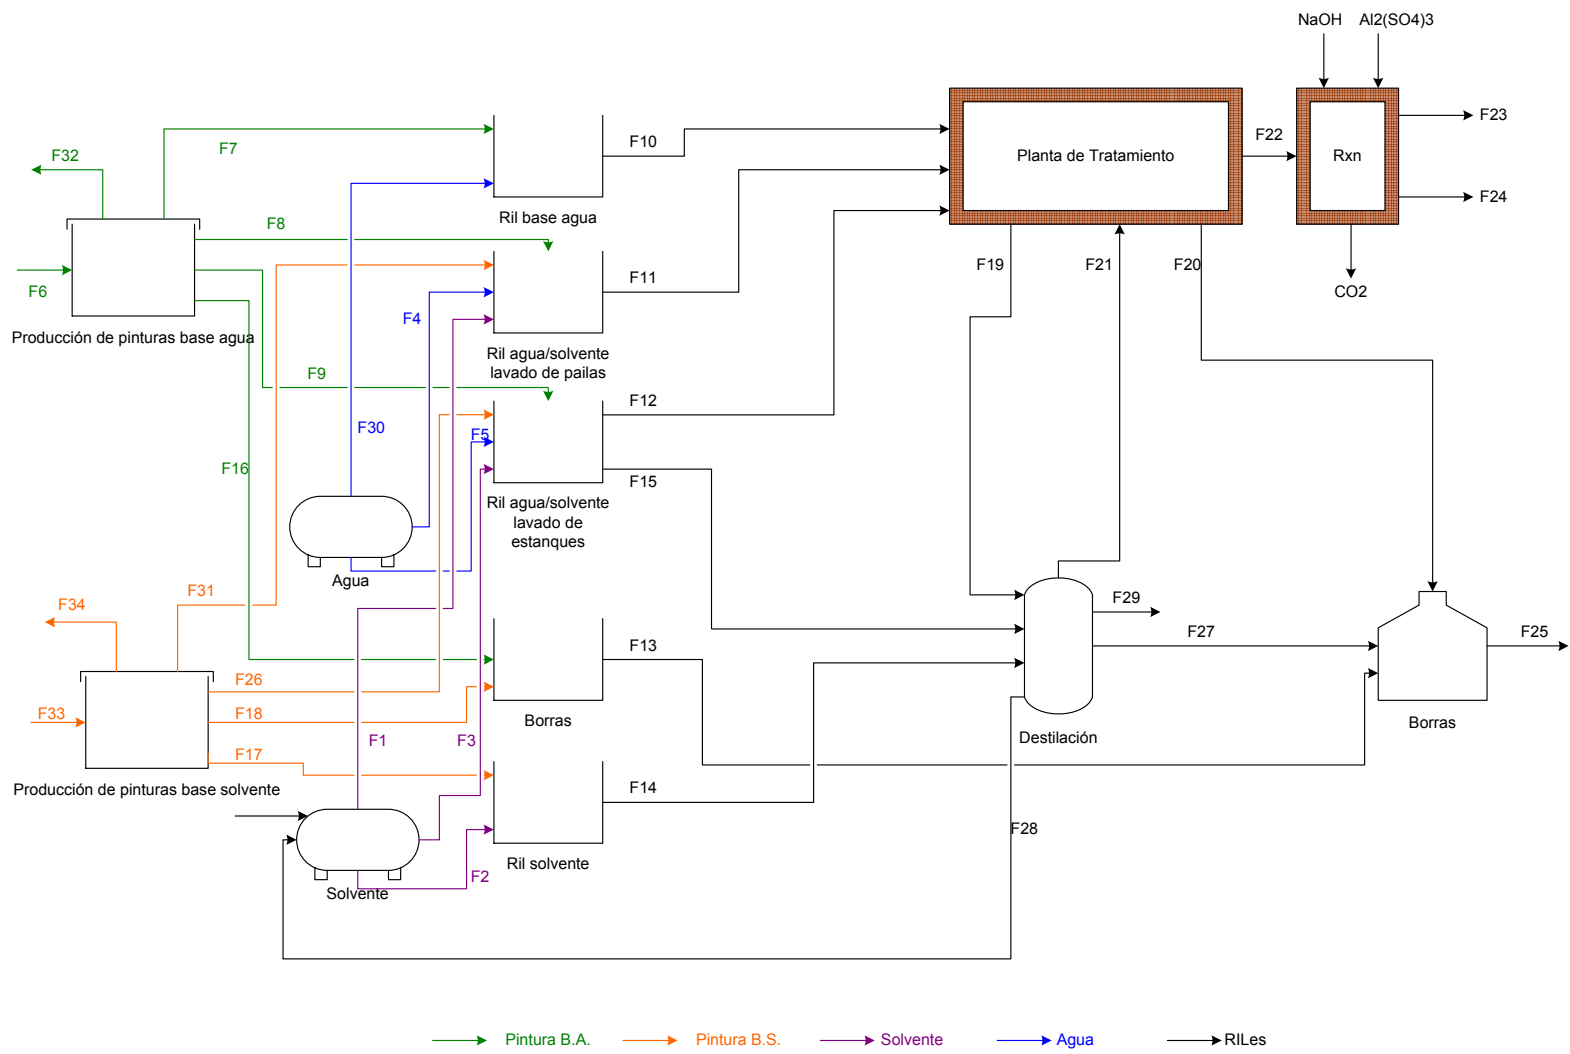 NaOH
Al2(SO4)3
F7
F32
F10
F22
F23
Planta de Tratamiento
Rxn
F24
Ril base agua
F8
F6
F11
F19
F21
F20
CO2
F4
Producción de pinturas base agua
Ril agua/solvente
lavado de pailas
F9
F12
F30
F5
F16
F15
Ril agua/solvente
lavado de
estanques
Agua
F31
F34
F29
F13
F27
F25
F26
F33
F18
Borras
Borras
F1
F3
Destilación
F17
Producción de pinturas base solvente
F14
F28
Ril solvente
F2
Solvente
Pintura B.A.
Pintura B.S.
Solvente
Agua
RILes